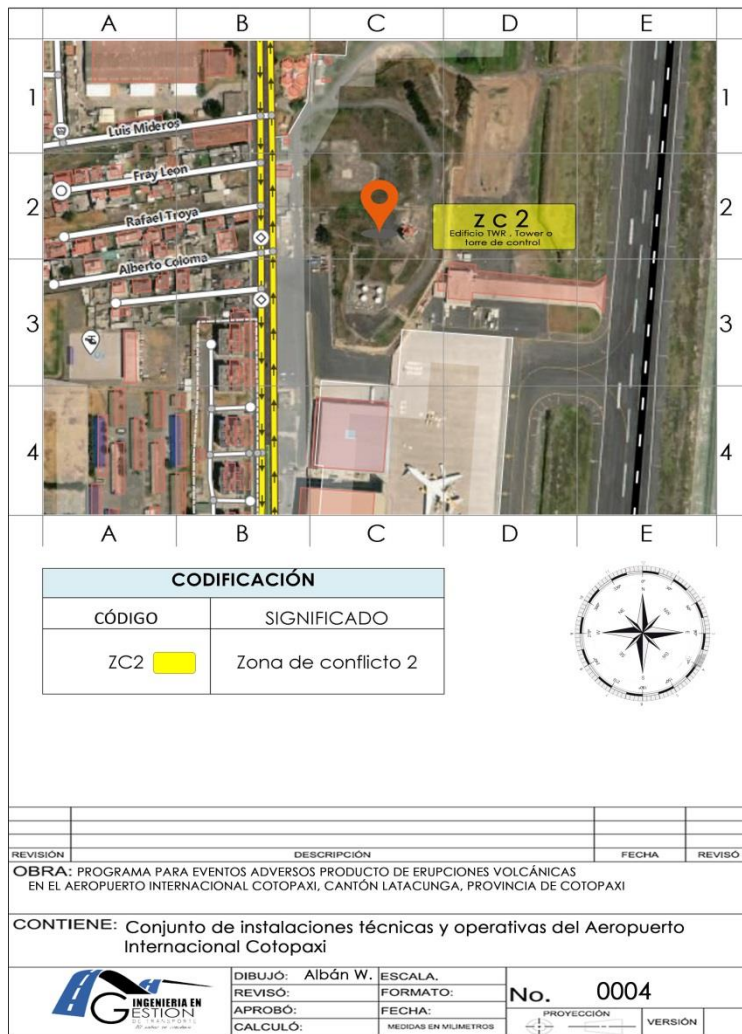 A B C D E
1 1
Luis Mideros
Fray Leon
2 2
Rafael Troya
Z C 2
Edificio TWR , Tower o
torre de control
Alberto Coloma
3 3
4 4
A B C D E
CODIFICACIÓN
CÓDIGO SIGNIFICADO
ZC2 Zona de conflicto 2
REVISIÓN DESCRIPCIÓN FECHA REVISÓ
OBRA: PROGRAMA PARA EVENTOS ADVERSOS PRODUCTO DE ERUPCIONES VOLCÁNICAS
EN EL AEROPUERTO INTERNACIONAL COTOPAXI, CANTÓN LATACUNGA, PROVINCIA DE COTOPAXI
CONTIENE: Conjunto de instalaciones técnicas y operativas del Aeropuerto
Internacional Cotopaxi
INGENIERIA EN
GESTION
DE TRANSPORTE
DIBUJÓ: Albán W. ESCALA.
REVISÓ: FORMATO:
APROBÓ: FECHA:
CALCULÓ: MEDIDAS EN MILIMETROS
No. 0004
PROYECCIÓN VERSIÓN